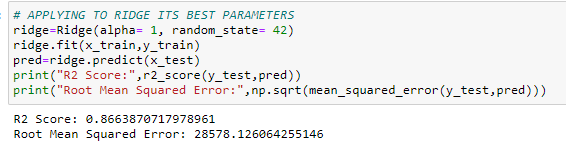 # APPLYING TO RIDGE ITS BEST PARAMETERS
ridge=Ridge(alpha= 1, random_state= 42)
ridge.fit(x_train,y_train)
pred=ridge.predict(x_test)
print("R2 Score:",r2_score(y_test,pred))
print("Root Mean Squared Error:",np.sqrt(mean_squared_error(y_test,pred)))
R2 Score: 0.8663870717978961
Root Mean Squared Error: 28578.126064255146